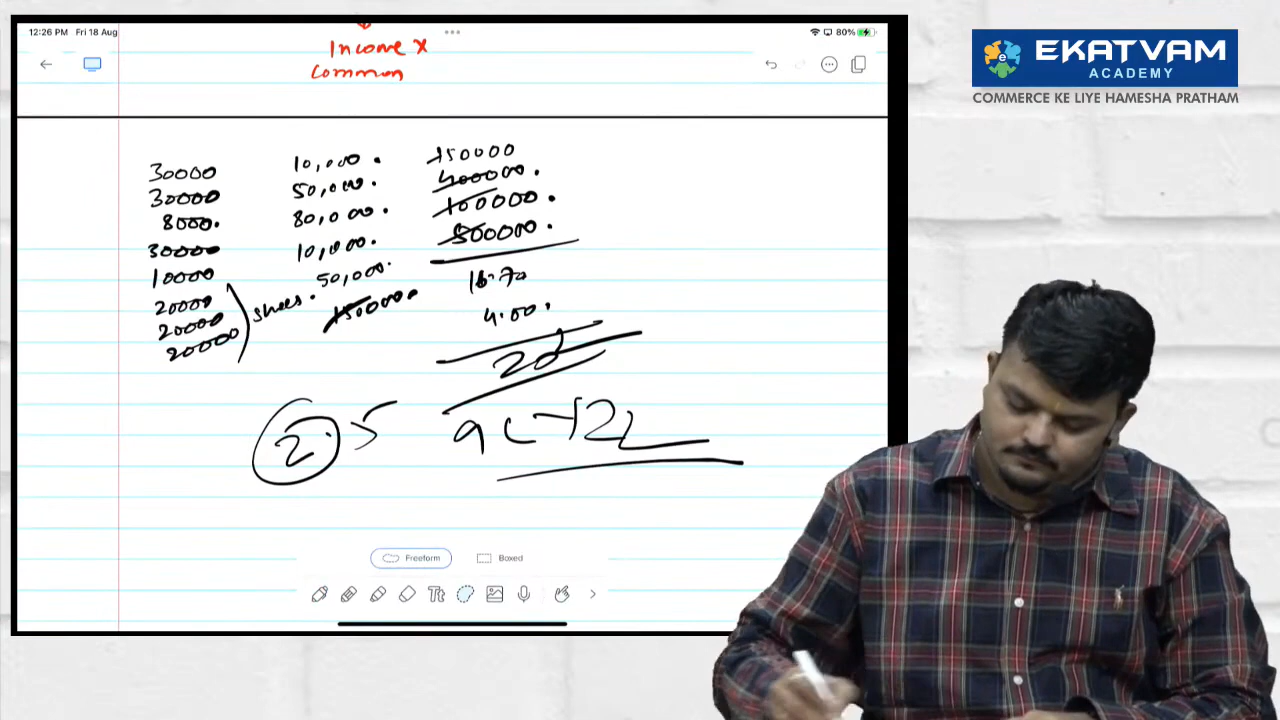 12:26 PM Fri 18 Aug
80%
Income x
Common
30000
30000
8000.
30000
10000
20000
20000
20000
shoes.
10,000.
50,000.
80,000.
10,000.
50,000.
150000.
150000
400000.
100000.
500000.
4.00.
2.5
Freeform
Boxed
Tt
EKATVAM
ACADEMY
COMMERCE KE LIYE HAMESHA PRATHAM